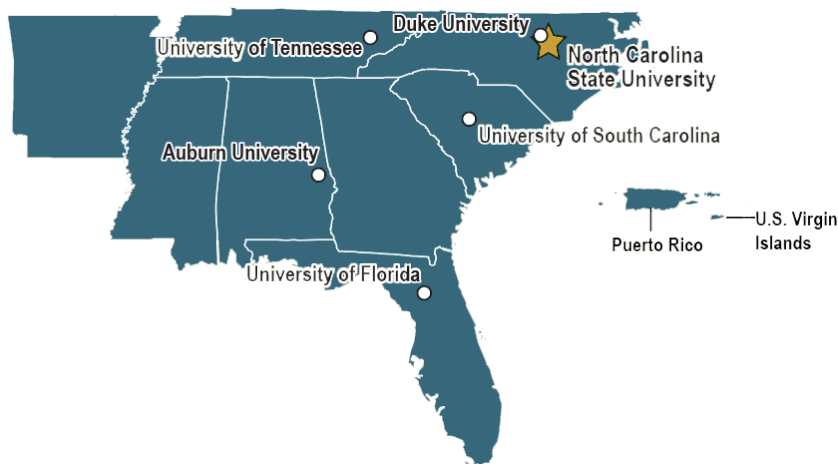 Duke University
University of Tennessee
North Carolina
State University
University of South Carolina
Auburn University
U.S. Virgin
Islands
Puerto Rico
University of Florida